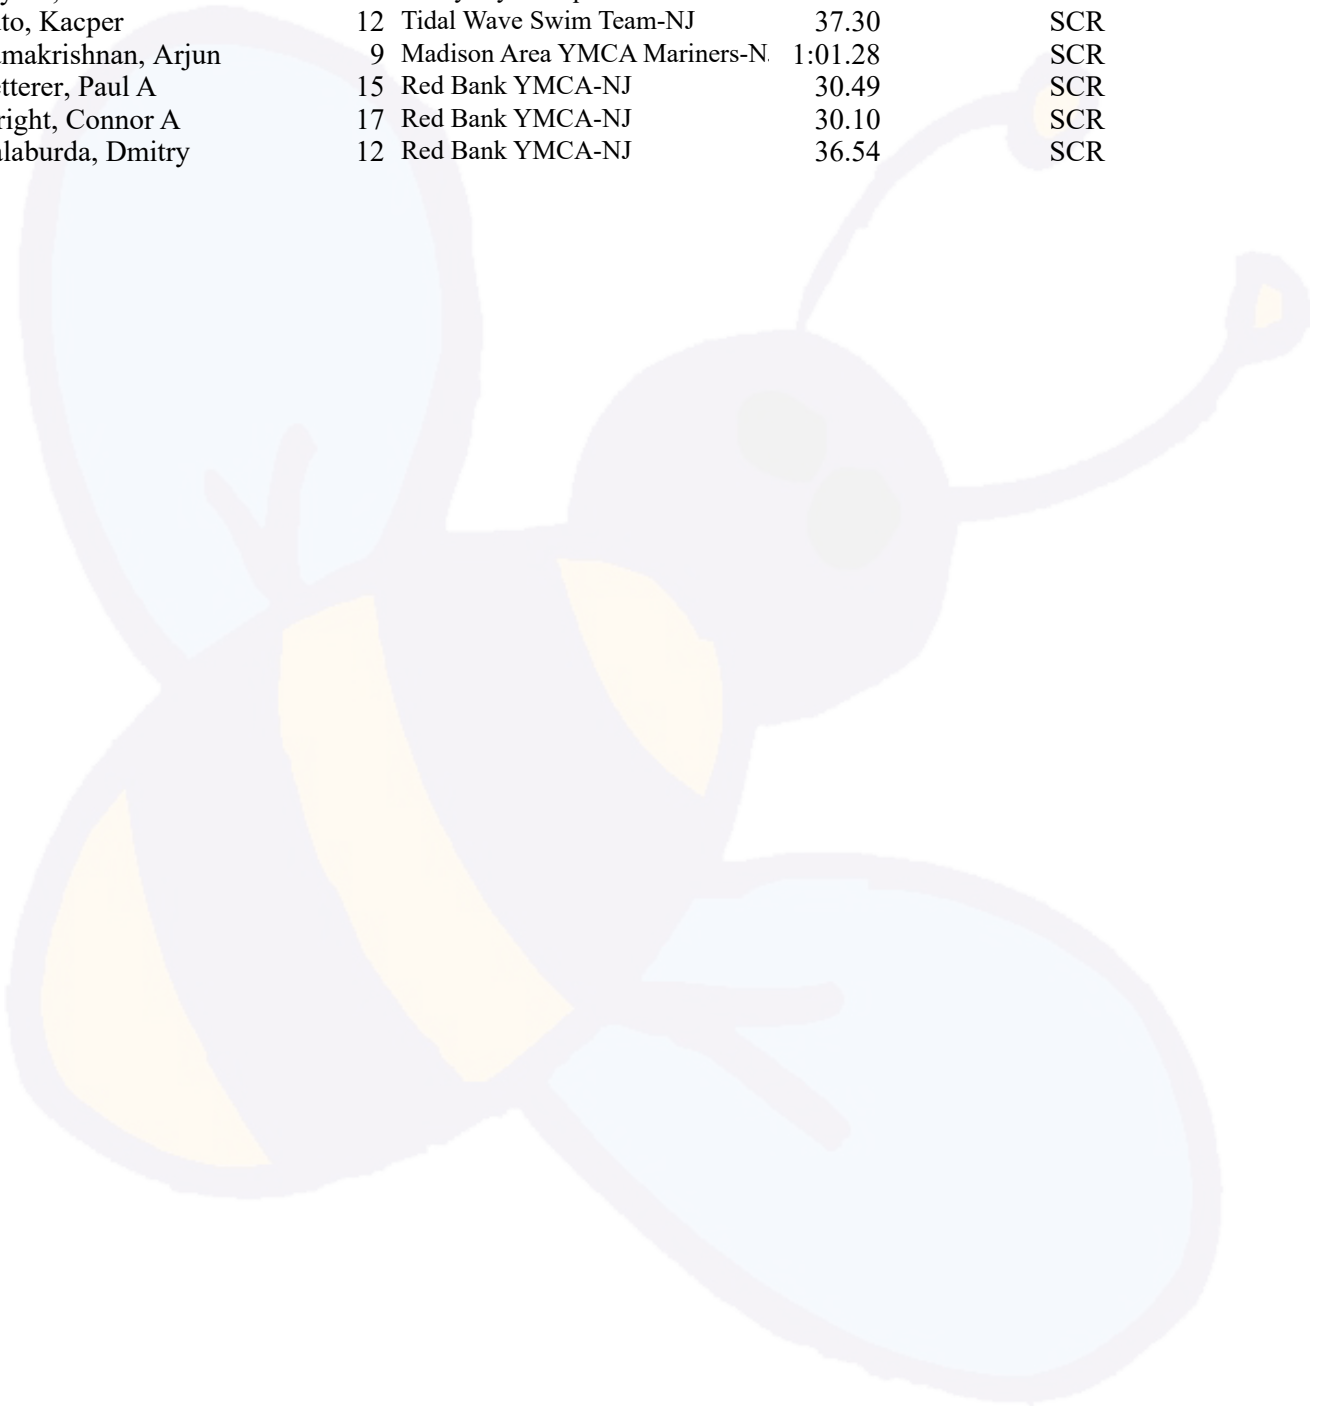 to, Kacper 12 Tidal Wave Swim Team-NJ 37.30 SCR
makrishnan, Arjun 9 Madison Area YMCA Mariners-N 1:01.28 SCR
tterer, Paul A 15 Red Bank YMCA-NJ 30.49 SCR
right, Connor A 17 Red Bank YMCA-NJ 30.10 SCR
laburda, Dmitry 12 Red Bank YMCA-NJ 36.54 SCR